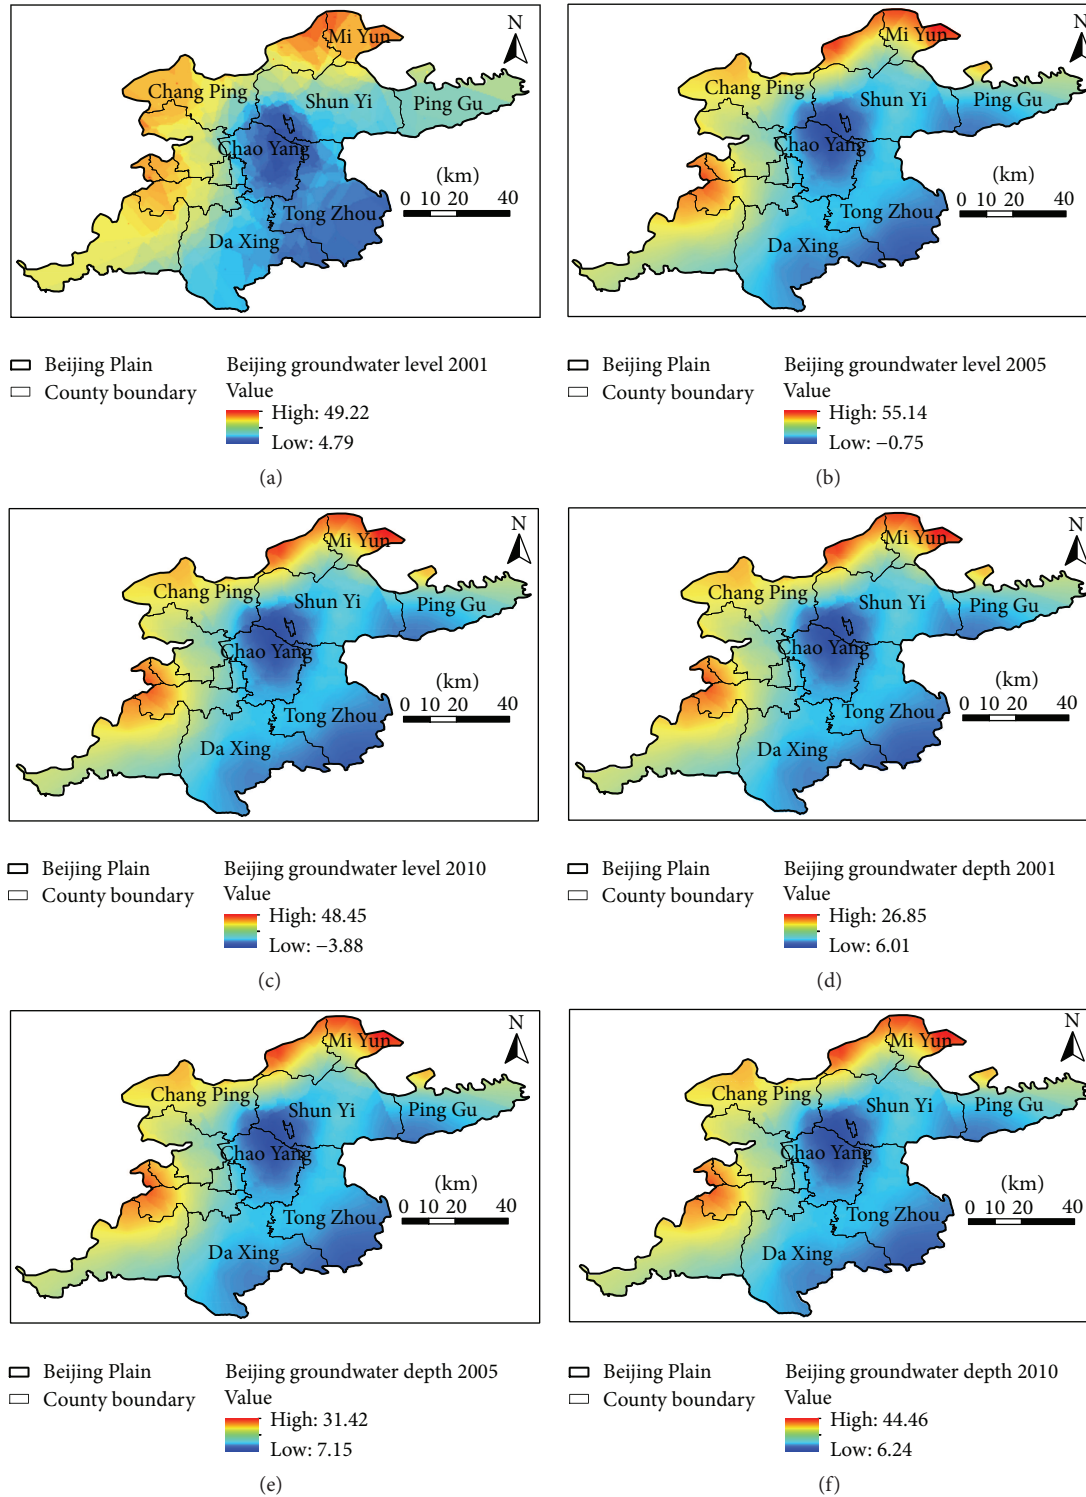 N
Mi Yun
Chang Ping
Shun Yi
Ping Gu
Chao Yang
(km)
0 10 20 40
Tong Zhou
Da Xing
Beijing Plain
County boundary
Beijing groundwater level 2001
Value
High: 49.22
Low: 4.79
(a)
N
Mi Yun
Chang Ping
Shun Yi
Ping Gu
Chao Yang
(km)
0 10 20 40
Tong Zhou
Da Xing
Beijing Plain
County boundary
Beijing groundwater level 2005
Value
High: 55.14
Low: −0.75
(b)
N
Mi Yun
Chang Ping
Shun Yi
Ping Gu
Chao Yang
(km)
0 10 20 40
Tong Zhou
Da Xing
Beijing Plain
County boundary
Beijing groundwater level 2010
Value
High: 48.45
Low: −3.88
(c)
N
Mi Yun
Chang Ping
Shun Yi
Ping Gu
Chao Yang
(km)
0 10 20 40
Tong Zhou
Da Xing
Beijing Plain
County boundary
Beijing groundwater depth 2001
Value
High: 26.85
Low: 6.01
(d)
N
Mi Yun
Chang Ping
Shun Yi
Ping Gu
Chao Yang
(km)
0 10 20 40
Tong Zhou
Da Xing
Beijing Plain
County boundary
Beijing groundwater depth 2005
Value
High: 31.42
Low: 7.15
(e)
N
Mi Yun
Chang Ping
Shun Yi
Ping Gu
Chao Yang
(km)
0 10 20 40
Tong Zhou
Da Xing
Beijing Plain
County boundary
Beijing groundwater depth 2010
Value
High: 44.46
Low: 6.24
(f)